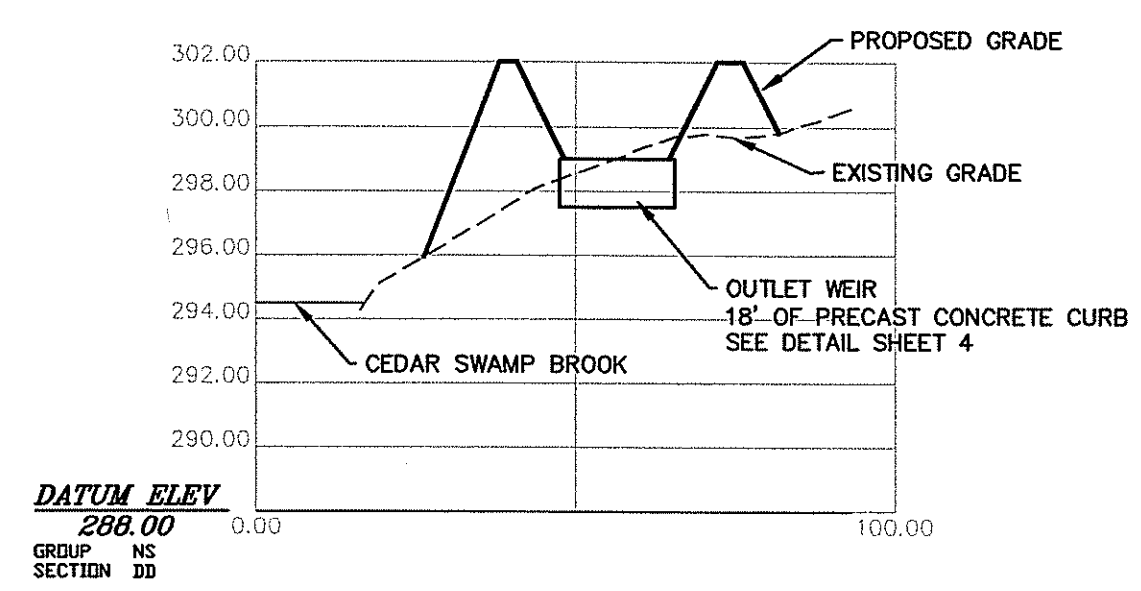 302.00
PROPOSED GRADE
300.00
EXISTING GRADE
298.00
296.00
OUTLET WEIR
18' OF PRECAST CONCRETE CURB
SEE DETAIL SHEET 4
294.00
CEDAR SWAMP BROOK
292.00
290.00
DATUM ELEV
288.00
0.00
100.00
GROUP NS
SECTION DD